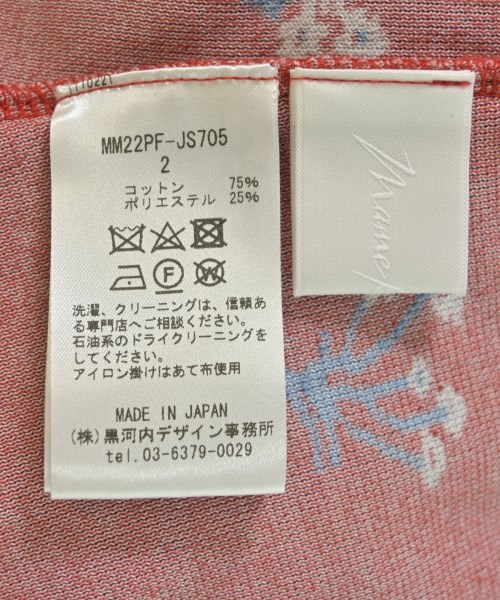 1770221
MM22PF-JS705
2
コットン 75%
ポリエステル 25%
洗濯、クリーニングは、信頼あ
る専門店へご相談ください。
石油系のドライクリーニングを
してください。
アイロン掛けはあて布使用
MADE IN JAPAN
(株)黒河内デザイン事務所
tel. 03-6379-0029
Mame